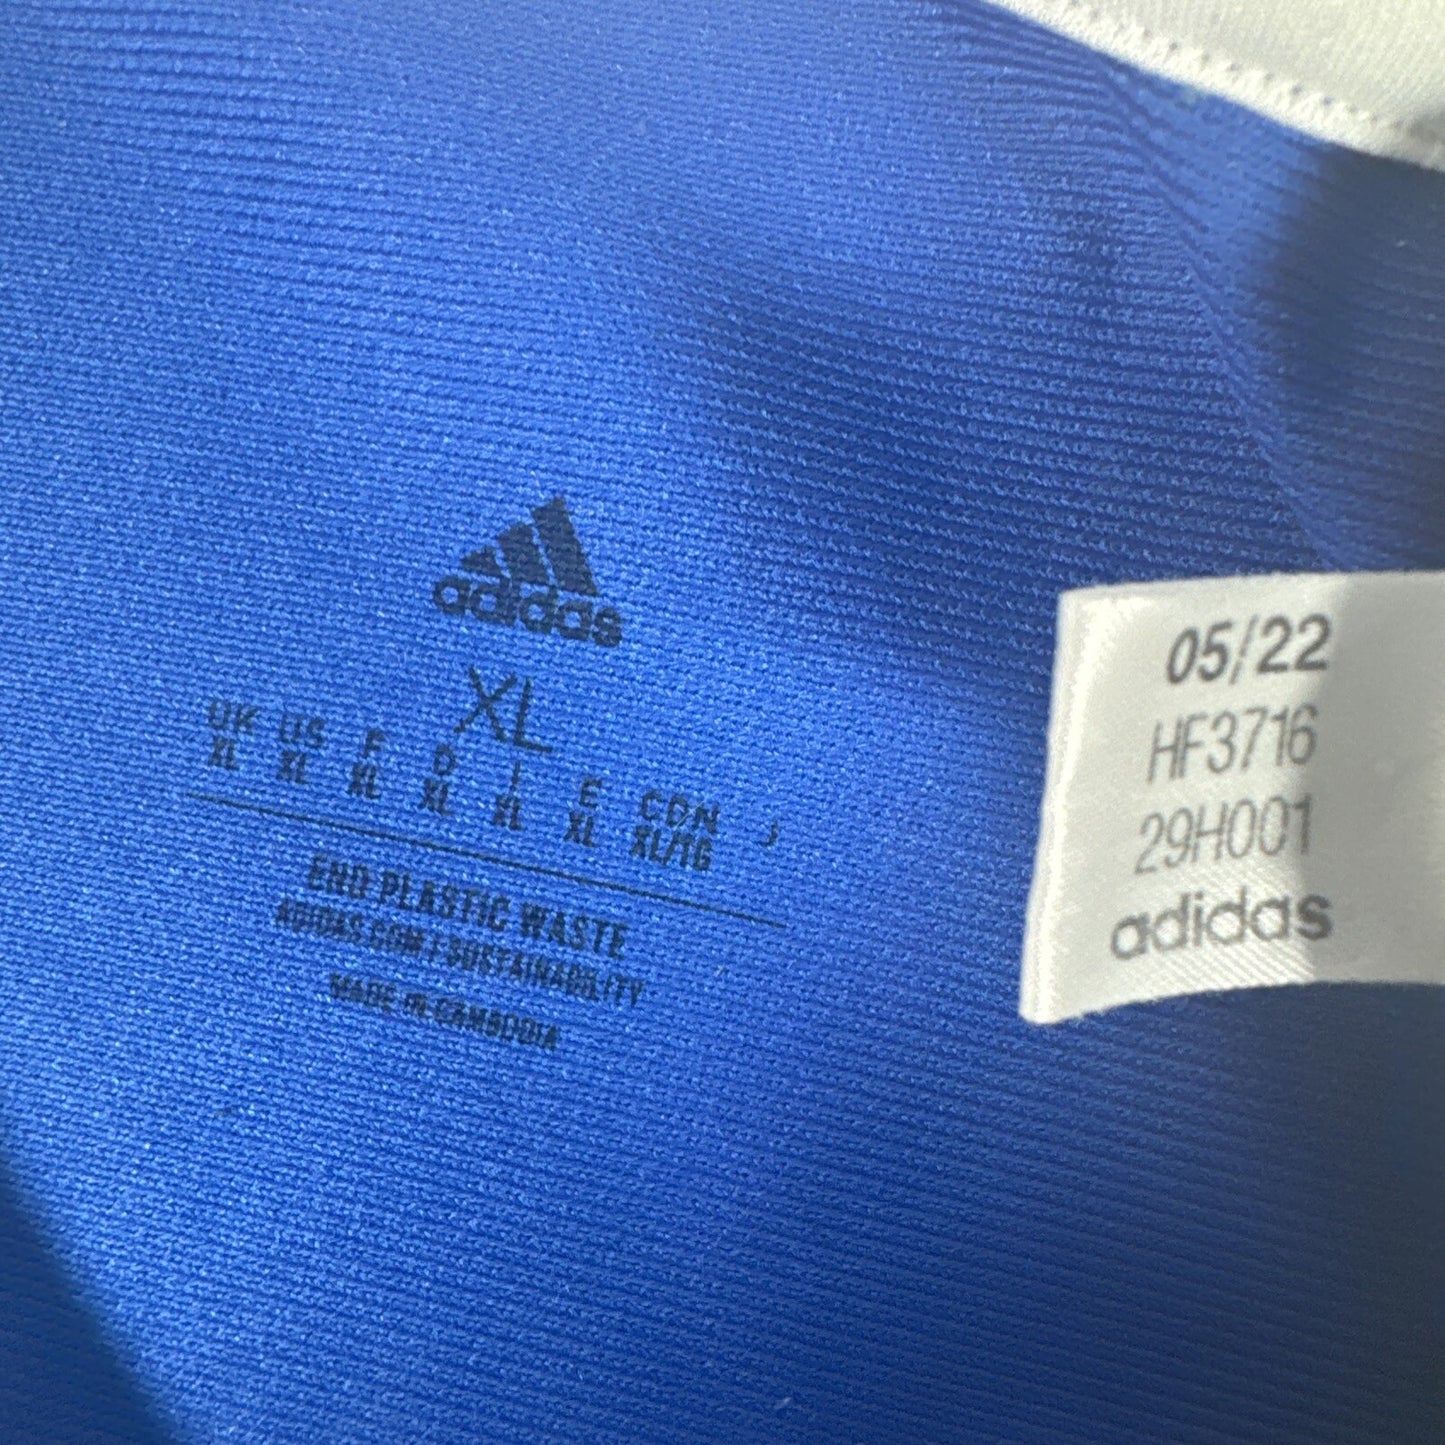 adidas
XL
UK US F D I E CDN J
XL XL XL XL XL XL XL/TG
END PLASTIC WASTE
ADIDAS.COM/SUSTAINABILITY
MADE IN CAMBODIA
05/22
HF3716
29H001
adidas